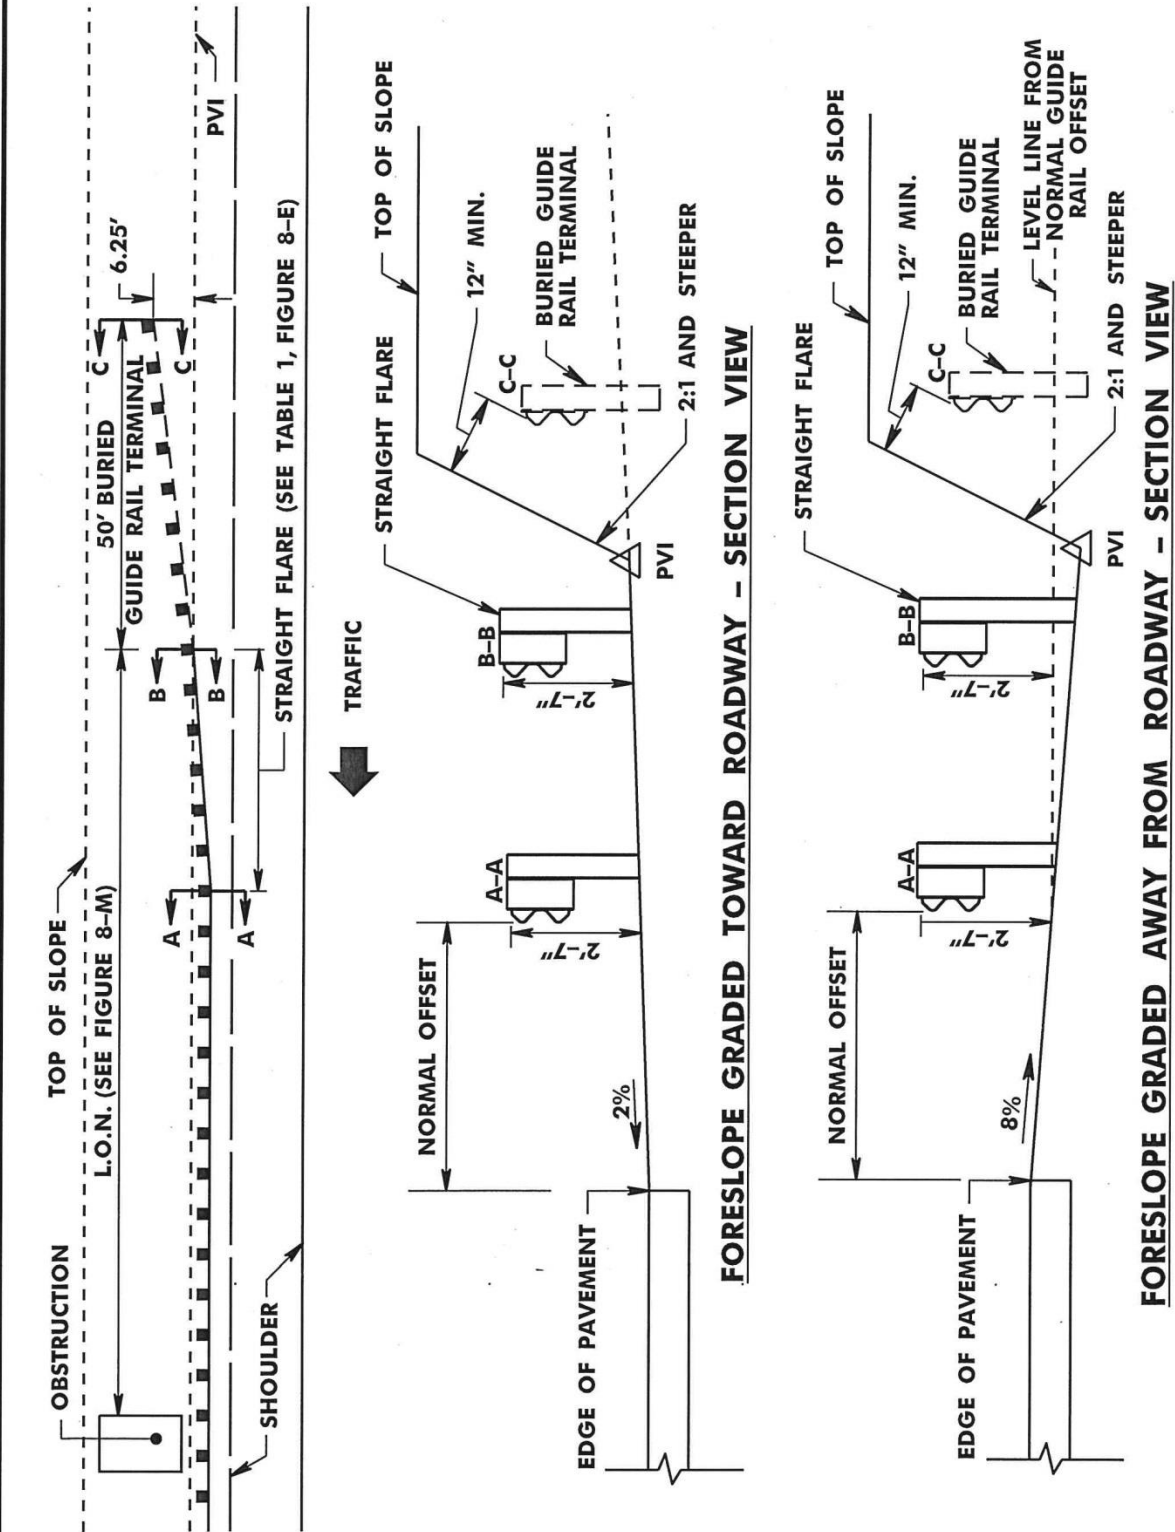 OBSTRUCTION
TOP OF SLOPE
L.O.N. (SEE FIGURE 8-M)
50' BURIED
GUIDE RAIL TERMINAL
6.25'
PVI
A
A
B
B
C
C
SHOULDER
STRAIGHT FLARE (SEE TABLE 1, FIGURE 8-E)
TRAFFIC
EDGE OF PAVEMENT
NORMAL OFFSET
2%
A-A
2'-7"
B-B
2'-7"
STRAIGHT FLARE
TOP OF SLOPE
12" MIN.
C-C
BURIED GUIDE
RAIL TERMINAL
2:1 AND STEEPER
PVI
FORESLOPE GRADED TOWARD ROADWAY - SECTION VIEW
EDGE OF PAVEMENT
NORMAL OFFSET
8%
A-A
2'-7"
B-B
2'-7"
STRAIGHT FLARE
TOP OF SLOPE
12" MIN.
C-C
BURIED GUIDE
RAIL TERMINAL
LEVEL LINE FROM
NORMAL GUIDE
RAIL OFFSET
2:1 AND STEEPER
PVI
FORESLOPE GRADED AWAY FROM ROADWAY - SECTION VIEW